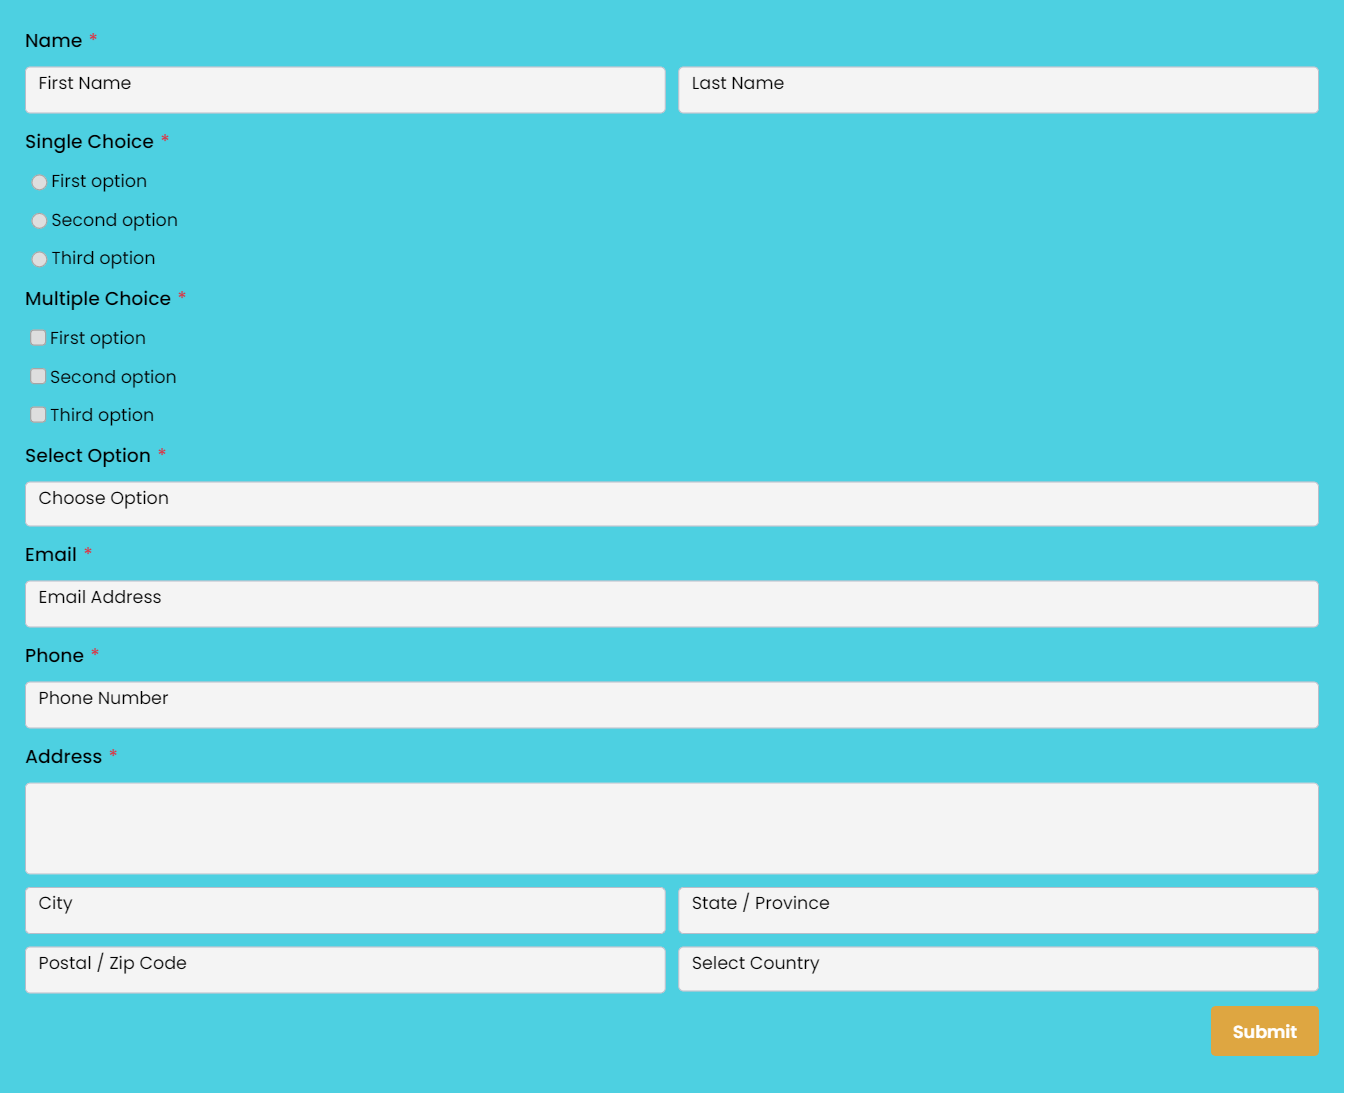 Name *
First Name Last Name
Single Choice *
First option
Second option
Third option
Multiple Choice *
First option
Second option
Third option
Select Option *
Choose Option
Email *
Email Address
Phone *
Phone Number
Address *
City State / Province
Postal / Zip Code Select Country
Submit